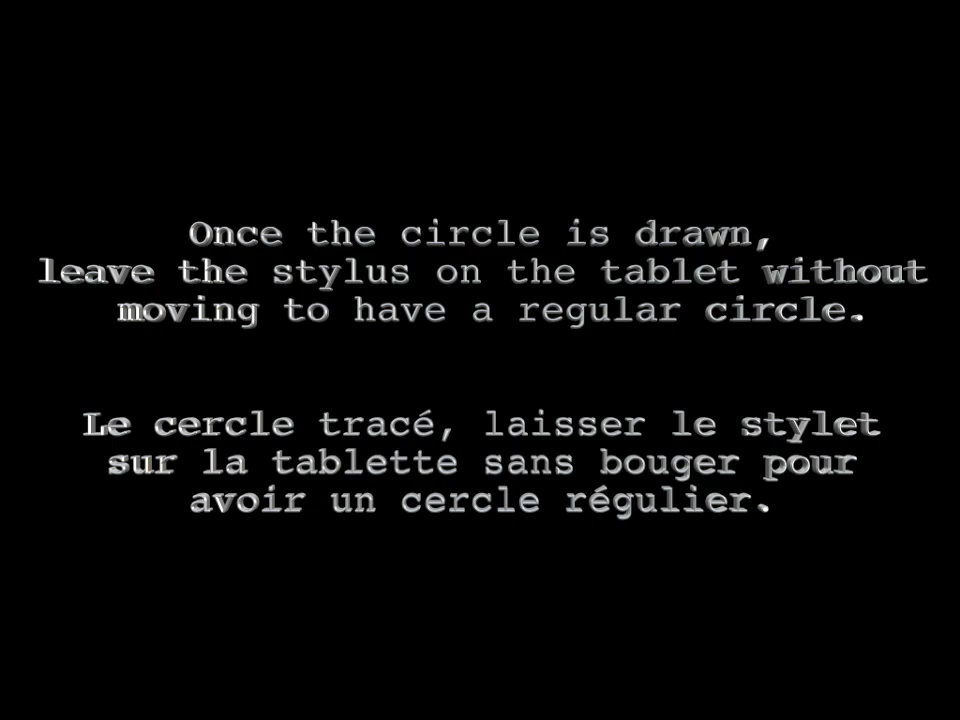 Once the circle is drawn,
leave the stylus on the tablet without
moving to have a regular circle.
Le cercle tracé, laisser le stylet
sur la tablette sans bouger pour
avoir un cercle régulier.